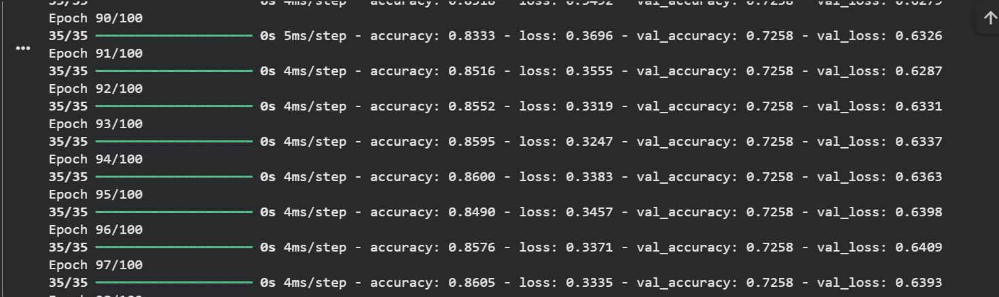 35/35 ━━━━━━━━━━━━━━━━━━━━ 0s 4ms/step - accuracy: 0.8518 - loss: 0.3492 - val_accuracy: 0.7258 - val_loss: 0.6279
Epoch 90/100
35/35 ━━━━━━━━━━━━━━━━━━━━ 0s 5ms/step - accuracy: 0.8333 - loss: 0.3696 - val_accuracy: 0.7258 - val_loss: 0.6326
Epoch 91/100
35/35 ━━━━━━━━━━━━━━━━━━━━ 0s 4ms/step - accuracy: 0.8516 - loss: 0.3555 - val_accuracy: 0.7258 - val_loss: 0.6287
Epoch 92/100
35/35 ━━━━━━━━━━━━━━━━━━━━ 0s 4ms/step - accuracy: 0.8552 - loss: 0.3319 - val_accuracy: 0.7258 - val_loss: 0.6331
Epoch 93/100
35/35 ━━━━━━━━━━━━━━━━━━━━ 0s 4ms/step - accuracy: 0.8595 - loss: 0.3247 - val_accuracy: 0.7258 - val_loss: 0.6337
Epoch 94/100
35/35 ━━━━━━━━━━━━━━━━━━━━ 0s 4ms/step - accuracy: 0.8600 - loss: 0.3383 - val_accuracy: 0.7258 - val_loss: 0.6363
Epoch 95/100
35/35 ━━━━━━━━━━━━━━━━━━━━ 0s 4ms/step - accuracy: 0.8490 - loss: 0.3457 - val_accuracy: 0.7258 - val_loss: 0.6398
Epoch 96/100
35/35 ━━━━━━━━━━━━━━━━━━━━ 0s 4ms/step - accuracy: 0.8576 - loss: 0.3371 - val_accuracy: 0.7258 - val_loss: 0.6409
Epoch 97/100
35/35 ━━━━━━━━━━━━━━━━━━━━ 0s 4ms/step - accuracy: 0.8605 - loss: 0.3335 - val_accuracy: 0.7258 - val_loss: 0.6393